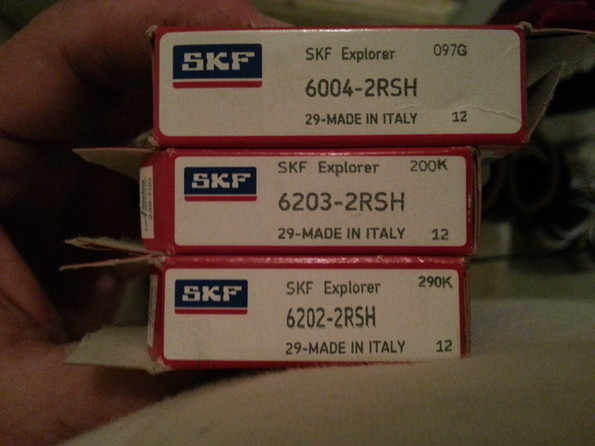 SKF
SKF Explorer 097G
6004-2RSH
29-MADE IN ITALY 12
SKF
SKF Explorer 200K
6203-2RSH
29-MADE IN ITALY 12
SKF
SKF Explorer 290K
6202-2RSH
29-MADE IN ITALY 12